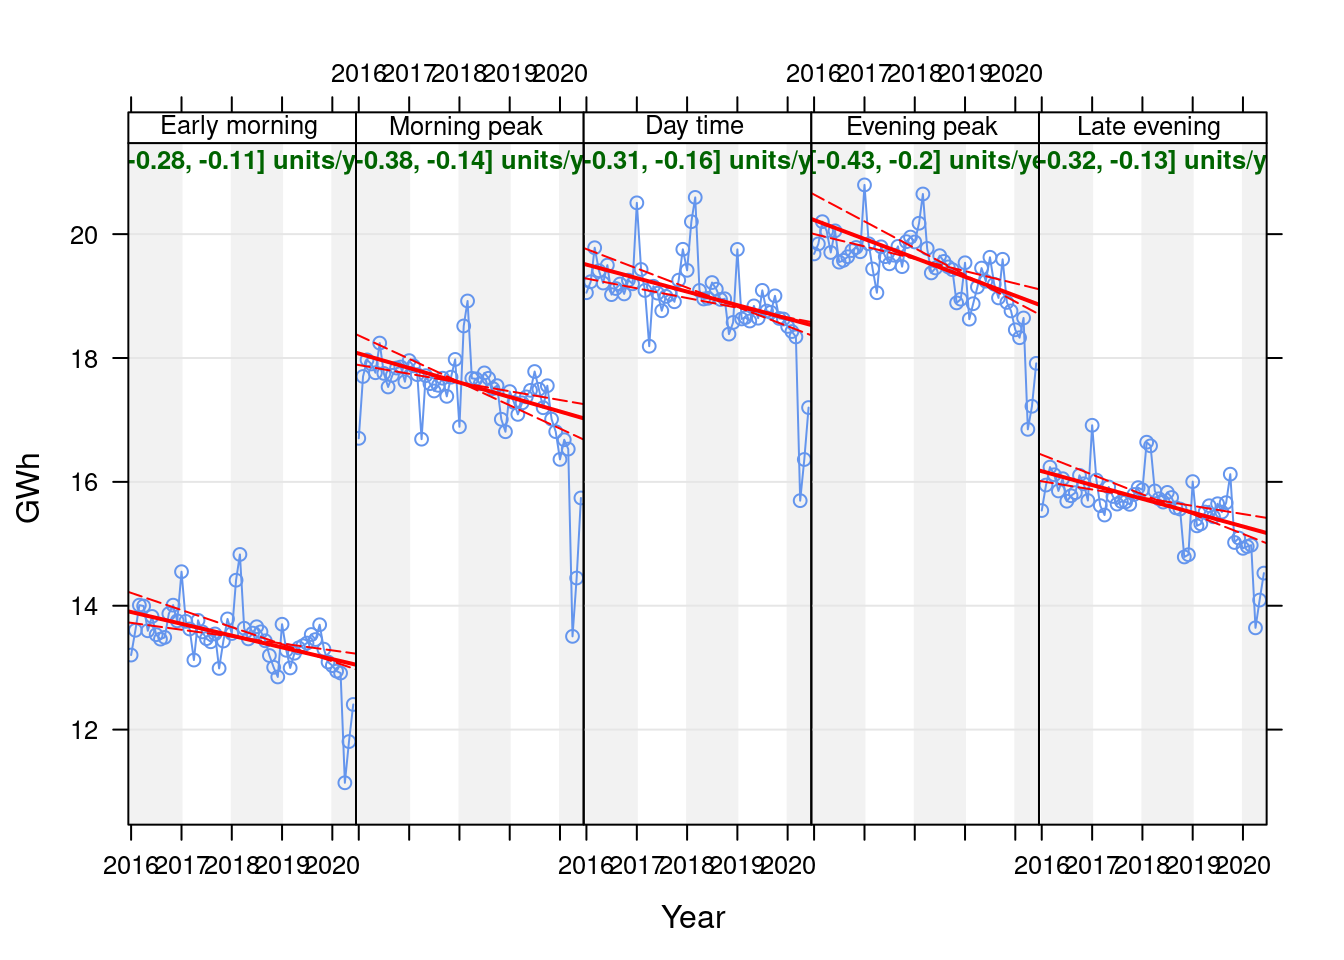 2016 2017 2018 2019 2020 2016 2017 2018 2019 2020
Early morning Morning peak Day time Evening peak Late evening
-0.28, -0.11] units/y -0.38, -0.14] units/y -0.31, -0.16] units/y [-0.43, -0.2] units/ye -0.32, -0.13] units/y
20
18
16
14
12
GWh
2016 2017 2018 2019 2020 2016 2017 2018 2019 2020 2016 2017 2018 2019 2020
Year